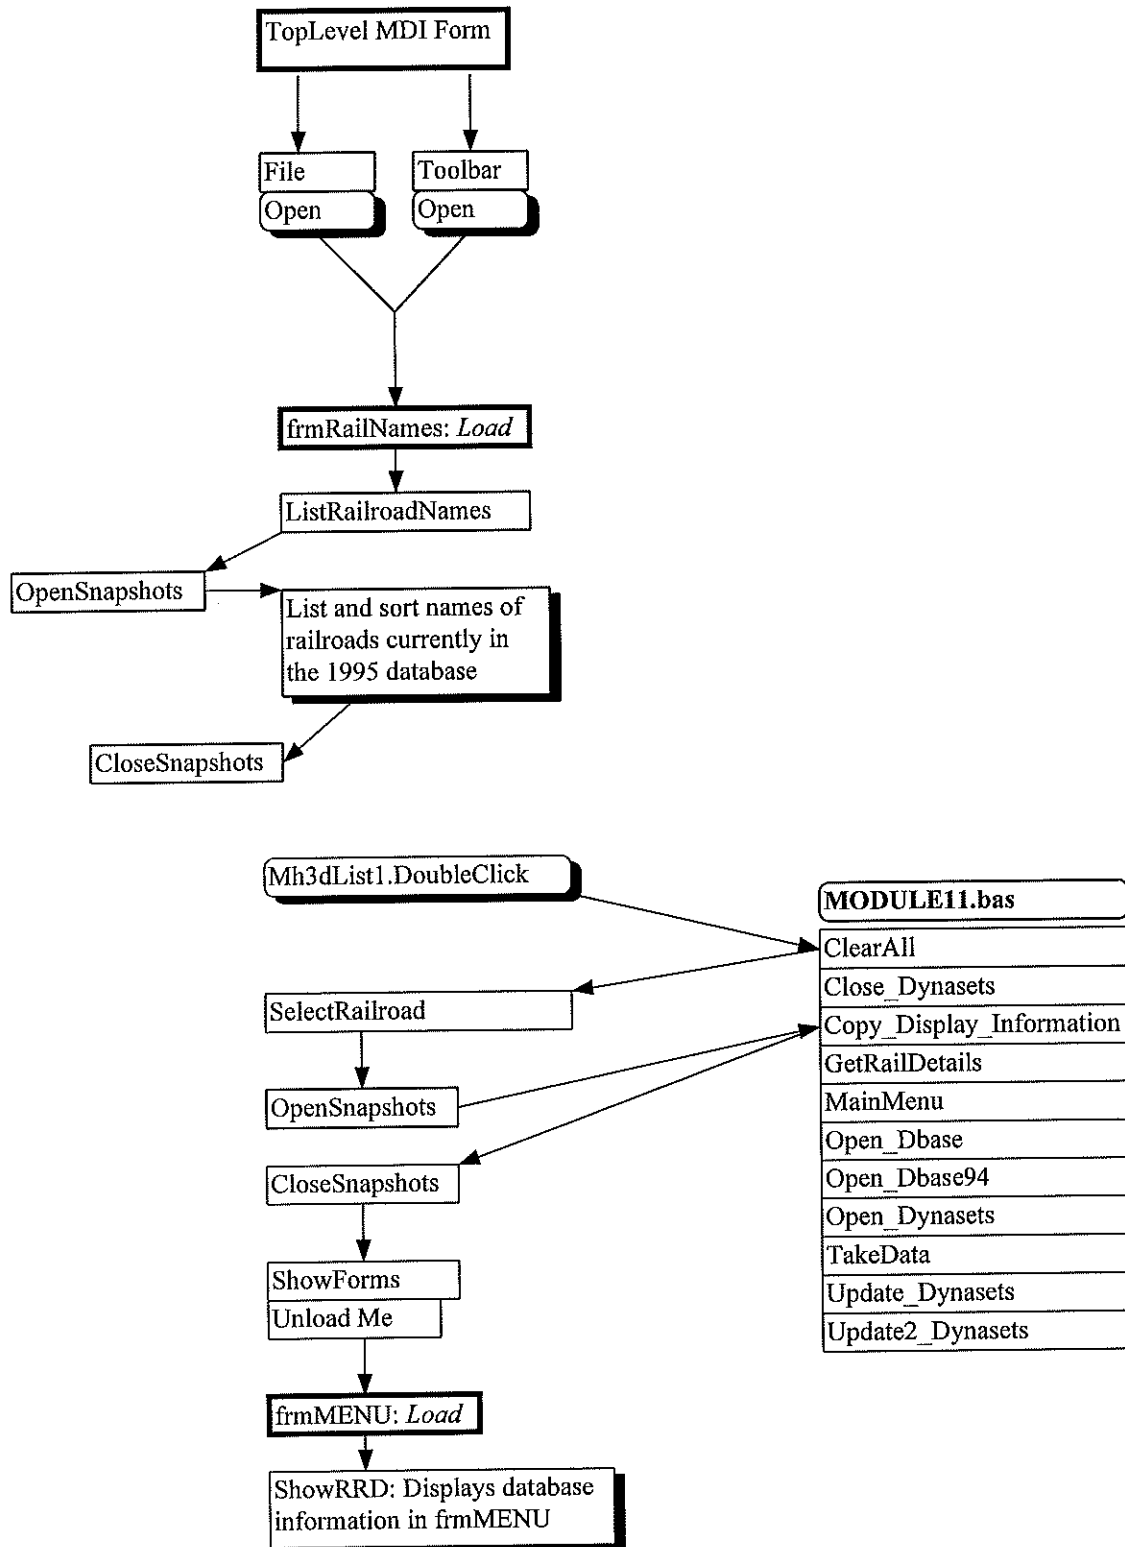 TopLevel MDI Form
File
Toolbar
Open
Open
frmRailNames: Load
ListRailroadNames
OpenSnapshots
List and sort names of
railroads currently in
the 1995 database
CloseSnapshots
Mh3dList1.DoubleClick
MODULE11.bas
ClearAll
Close_Dynasets
Copy_Display_Information
GetRailDetails
MainMenu
Open_Dbase
Open_Dbase94
Open_Dynasets
TakeData
Update_Dynasets
Update2_Dynasets
SelectRailroad
OpenSnapshots
CloseSnapshots
ShowForms
Unload Me
frmMENU: Load
ShowRRD: Displays database
information in frmMENU